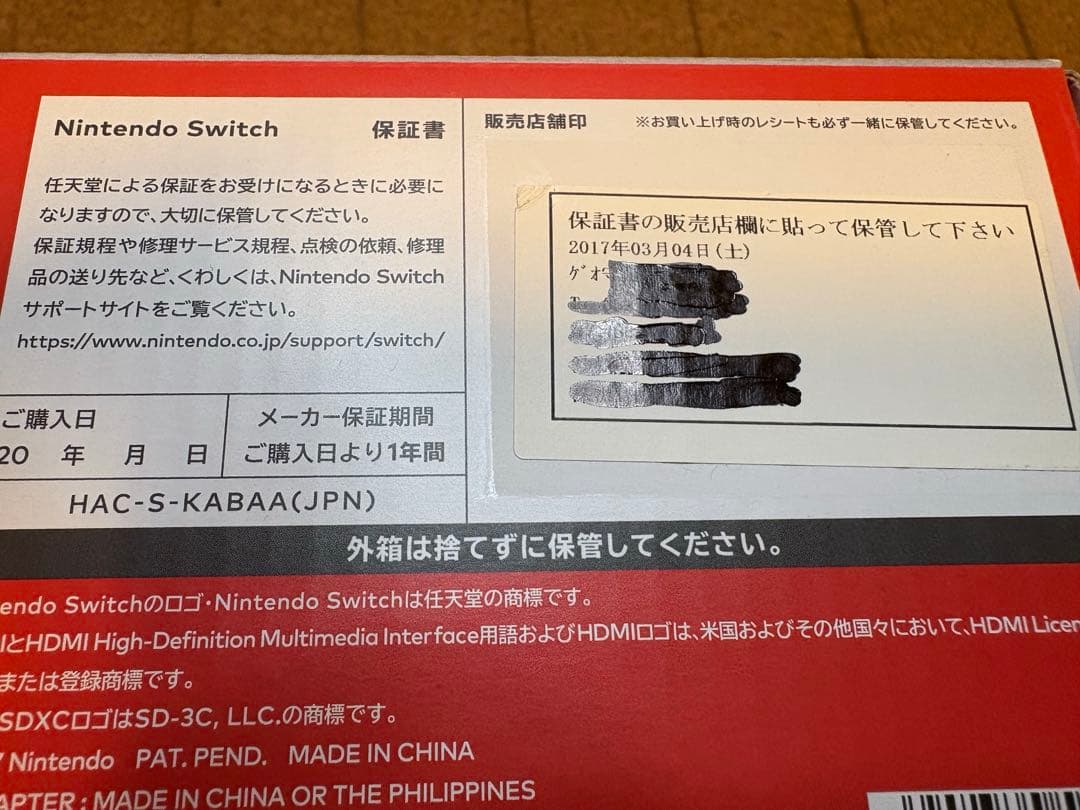 Nintendo Switch 保証書
任天堂による保証をお受けになるときに必要に
なりますので、大切に保管してください。
保証規程や修理サービス規程、点検の依頼、修理
品の送り先など、くわしくは、Nintendo Switch
サポートサイトをご覧ください。
https://www.nintendo.co.jp/support/switch/
ご購入日
20 年 月 日
メーカー保証期間
ご購入日より1年間
HAC-S-KABAA(JPN)
販売店舗印 ※お買い上げ時のレシートも必ず一緒に保管してください。
保証書の販売店欄に貼って保管して下さい
2017年03月04日(土)
ｹﾞｵ
外箱は捨てずに保管してください。
endo Switchのロゴ・Nintendo Switchは任天堂の商標です。
IとHDMI High-Definition Multimedia Interface用語およびHDMIロゴは、米国およびその他国々において、HDMI Licen
または登録商標です。
SDXCロゴはSD-3C, LLC.の商標です。
Nintendo PAT. PEND. MADE IN CHINA
APTER : MADE IN CHINA OR THE PHILIPPINES